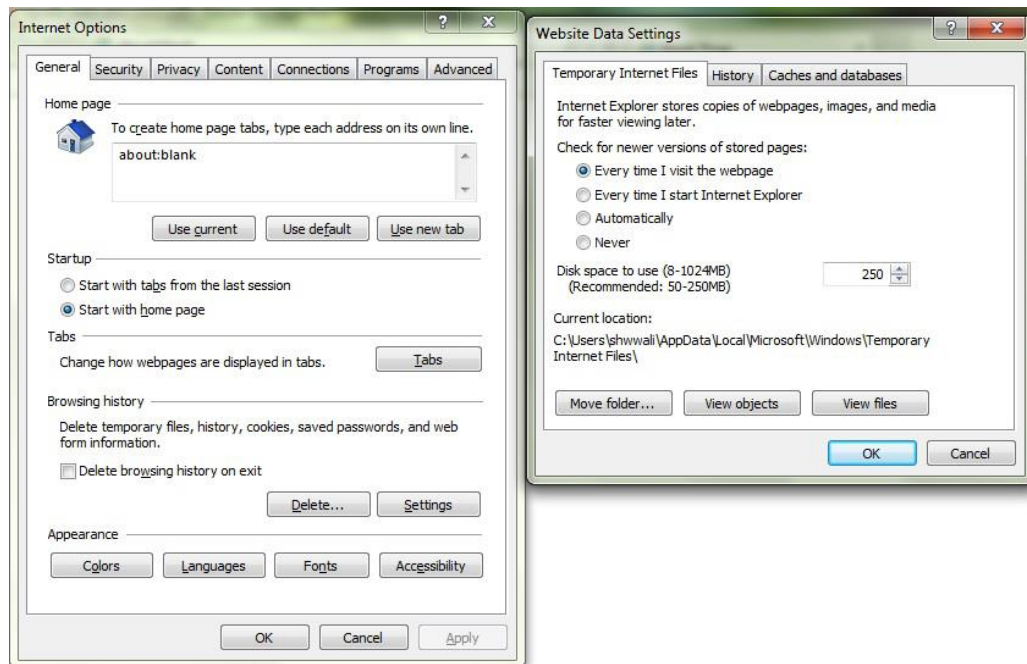 Internet Options
General Security Privacy Content Connections Programs Advanced
Home page
To create home page tabs, type each address on its own line.
about:blank
Use current Use default Use new tab
Startup
Start with tabs from the last session
Start with home page
Tabs
Change how webpages are displayed in tabs. Tabs
Browsing history
Delete temporary files, history, cookies, saved passwords, and web
form information.
Delete browsing history on exit
Delete... Settings
Appearance
Colors Languages Fonts Accessibility
OK Cancel Apply
Website Data Settings
Temporary Internet Files History Caches and databases
Internet Explorer stores copies of webpages, images, and media
for faster viewing later.
Check for newer versions of stored pages:
Every time I visit the webpage
Every time I start Internet Explorer
Automatically
Never
Disk space to use (8-1024MB) 250
(Recommended: 50-250MB)
Current location:
C:\Users\shwwali\AppData\Local\Microsoft\Windows\Temporary
Internet Files\
Move folder... View objects View files
OK Cancel